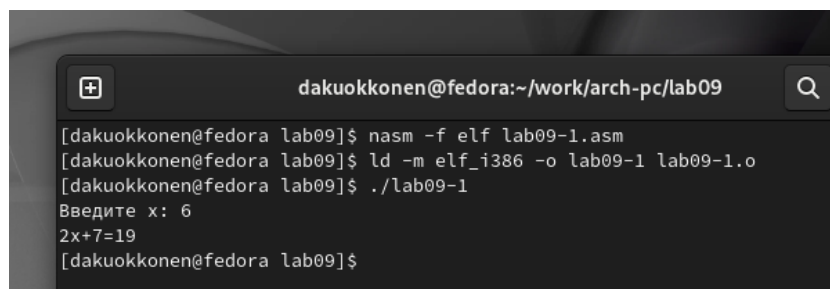 dakuokkonen@fedora:~/work/arch-pc/lab09
[dakuokkonen@fedora lab09]$ nasm -f elf lab09-1.asm
[dakuokkonen@fedora lab09]$ ld -m elf_i386 -o lab09-1 lab09-1.o
[dakuokkonen@fedora lab09]$ ./lab09-1
Введите x: 6
2x+7=19
[dakuokkonen@fedora lab09]$